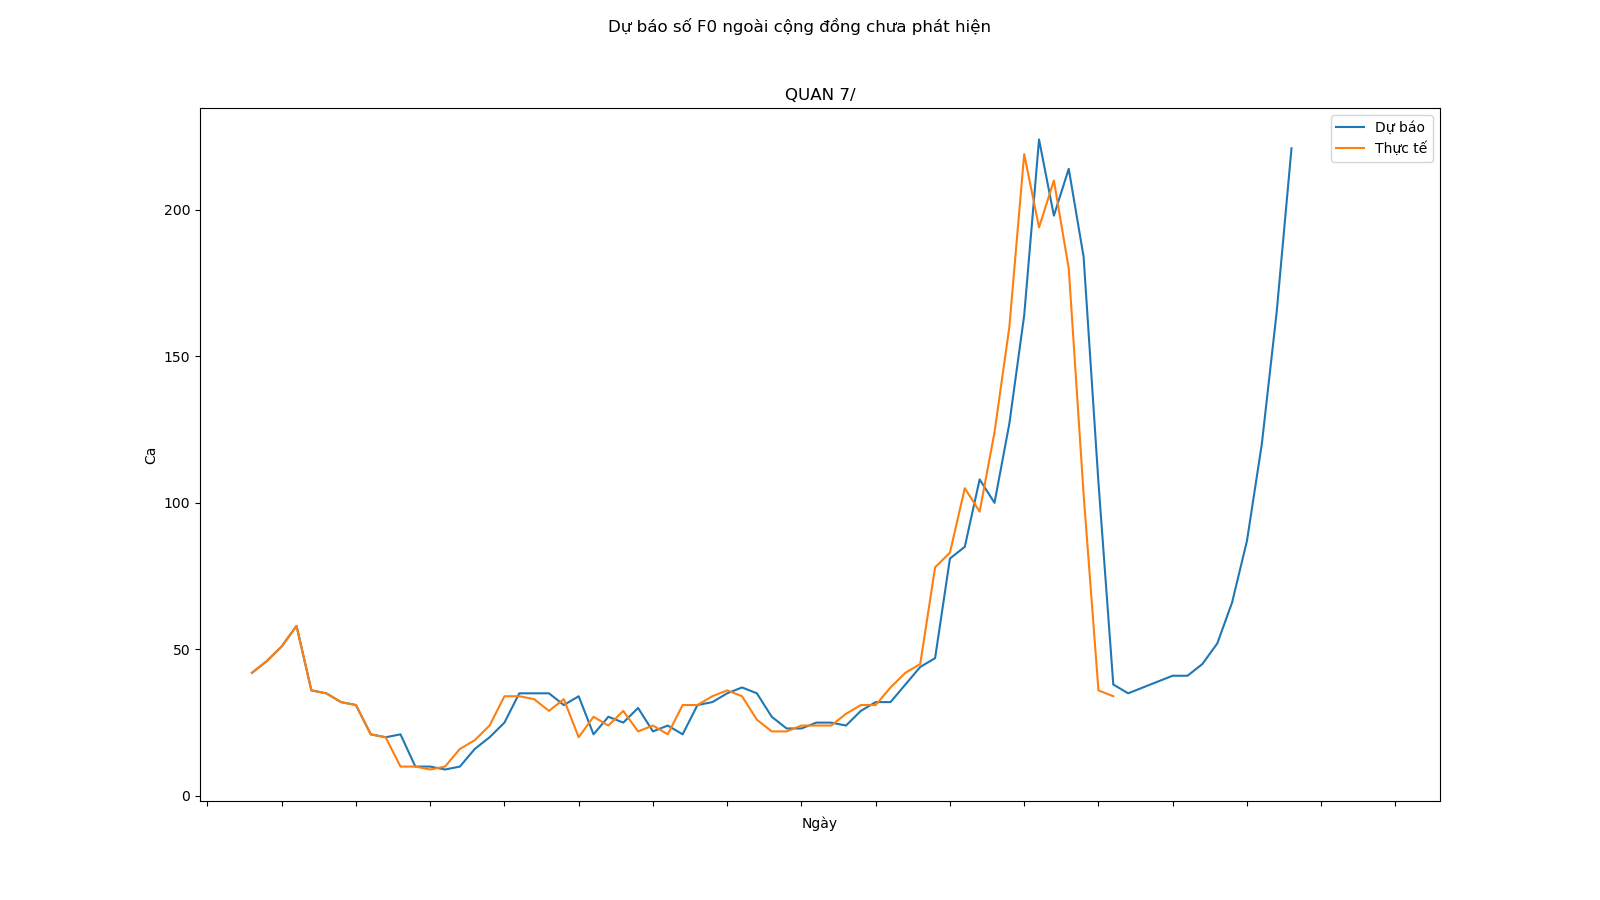 Dự báo số F0 ngoài cộng đồng chưa phát hiện
QUAN 7/
Dự báo
Thực tế
200
150
100
50
0
Ca
Ngày